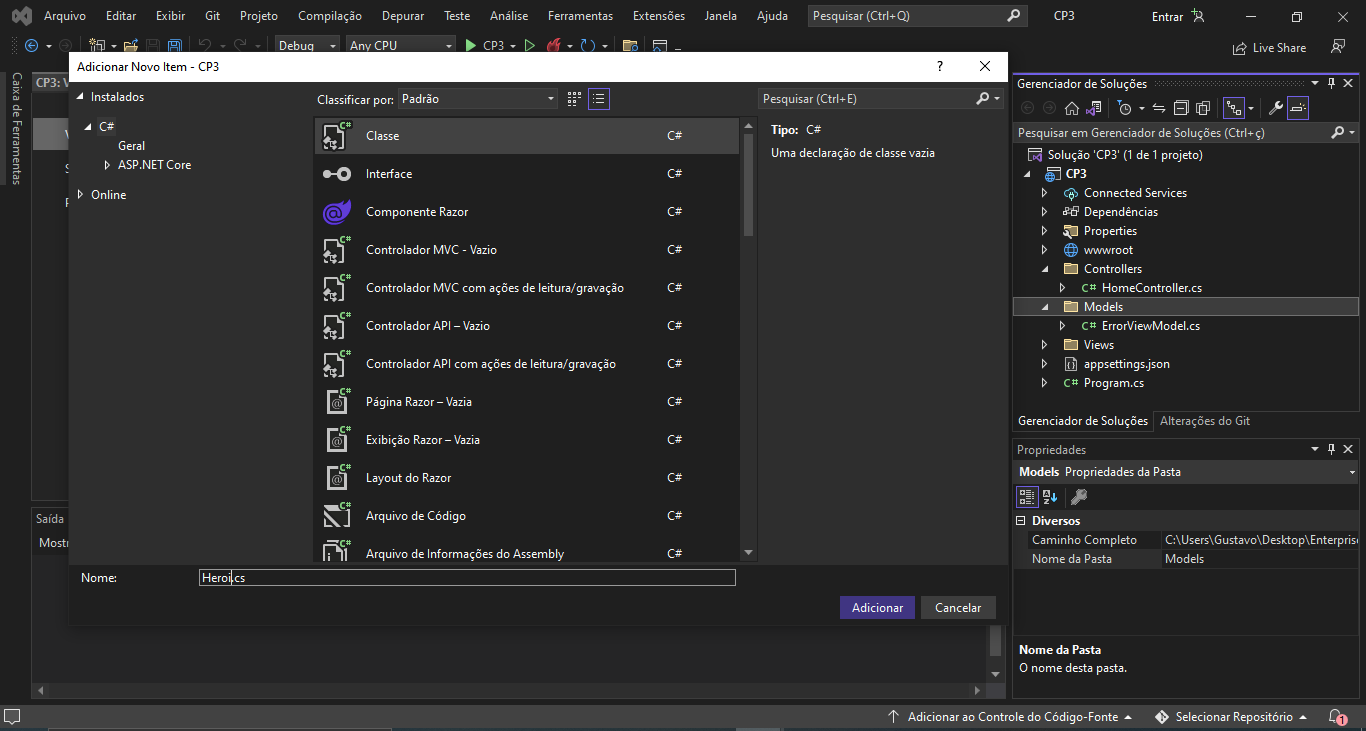 Arquivo Editar Exibir Git Projeto Compilação Depurar Teste Análise Ferramentas Extensões Janela Ajuda Pesquisar (Ctrl+Q) CP3 Entrar
Debug Any CPU CP3 Live Share
Caixa de Ferramentas
CP3: V
Adicionar Novo Item - CP3
?
Instalados
C#
Geral
ASP.NET Core
Online
Classificar por: Padrão
Pesquisar (Ctrl+E)
Classe C#
Interface C#
Componente Razor C#
Controlador MVC - Vazio C#
Controlador MVC com ações de leitura/gravação C#
Controlador API – Vazio C#
Controlador API com ações de leitura/gravação C#
Página Razor – Vazia C#
Exibição Razor – Vazia C#
Layout do Razor C#
Arquivo de Código C#
Arquivo de Informações do Assembly C#
Tipo: C#
Uma declaração de classe vazia
Nome: Heroi.cs
Adicionar Cancelar
Saída
Mostr
Gerenciador de Soluções
Pesquisar em Gerenciador de Soluções (Ctrl+ç)
Solução 'CP3' (1 de 1 projeto)
CP3
Connected Services
Dependências
Properties
wwwroot
Controllers
C# HomeController.cs
Models
C# ErrorViewModel.cs
Views
appsettings.json
C# Program.cs
Gerenciador de Soluções Alterações do Git
Propriedades
Models Propriedades da Pasta
Diversos
Caminho Completo C:\Users\Gustavo\Desktop\Enterprise
Nome da Pasta Models
Nome da Pasta
O nome desta pasta.
Adicionar ao Controle do Código-Fonte Selecionar Repositório 1